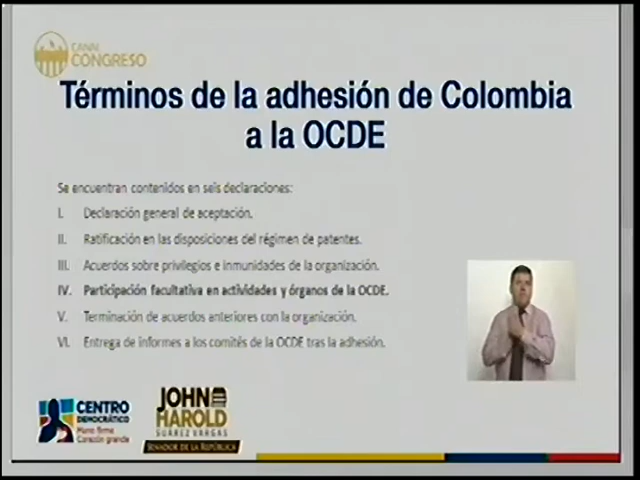 CANAL
CONGRESO
Términos de la adhesión de Colombia
a la OCDE
Se encuentran contenidos en seis declaraciones:
I. Declaración general de aceptación.
II. Ratificación en las disposiciones del régimen de patentes.
III. Acuerdos sobre privilegios e inmunidades de la organización.
IV. Participación facultativa en actividades y órganos de la OCDE.
V. Terminación de acuerdos anteriores con la organización.
VI. Entrega de informes a los comités de la OCDE tras la adhesión.
CENTRO
DEMOCRÁTICO
Mano firme
Corazón grande
JOHN
HAROLD
SUÁREZ VARGAS
SENADOR DE LA REPÚBLICA